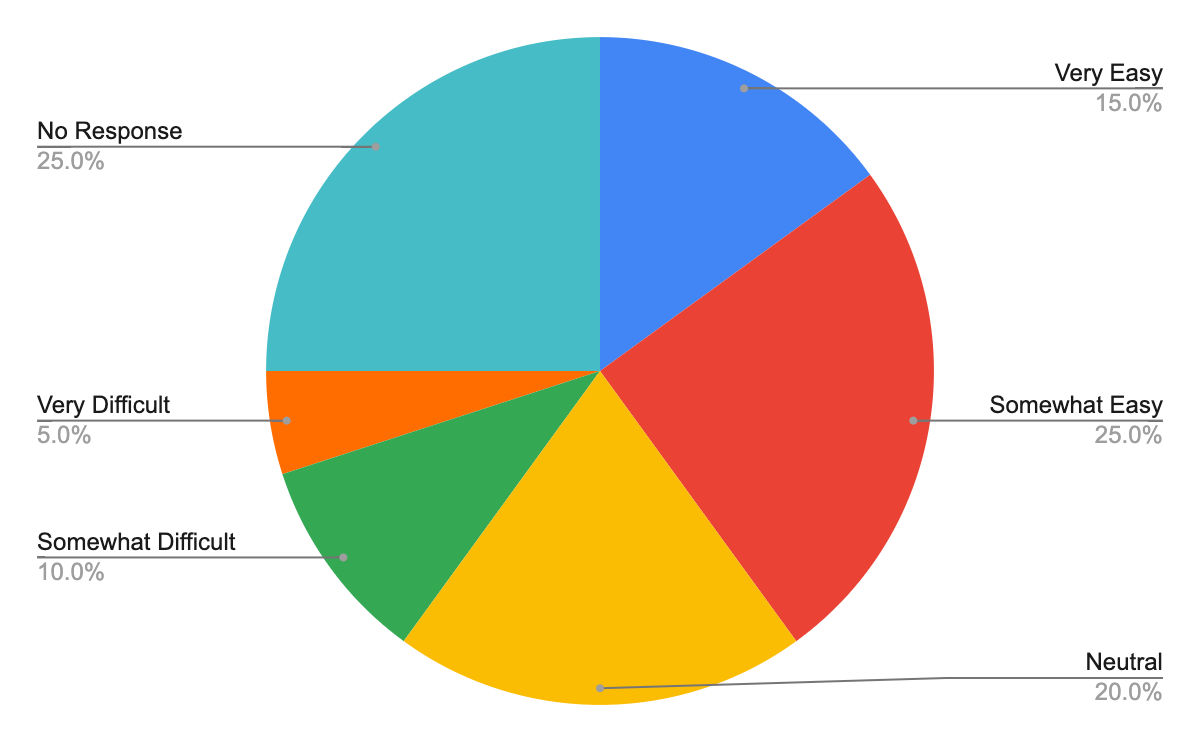 Very Easy
15.0%
No Response
25.0%
Very Difficult
5.0%
Somewhat Easy
25.0%
Somewhat Difficult
10.0%
Neutral
20.0%